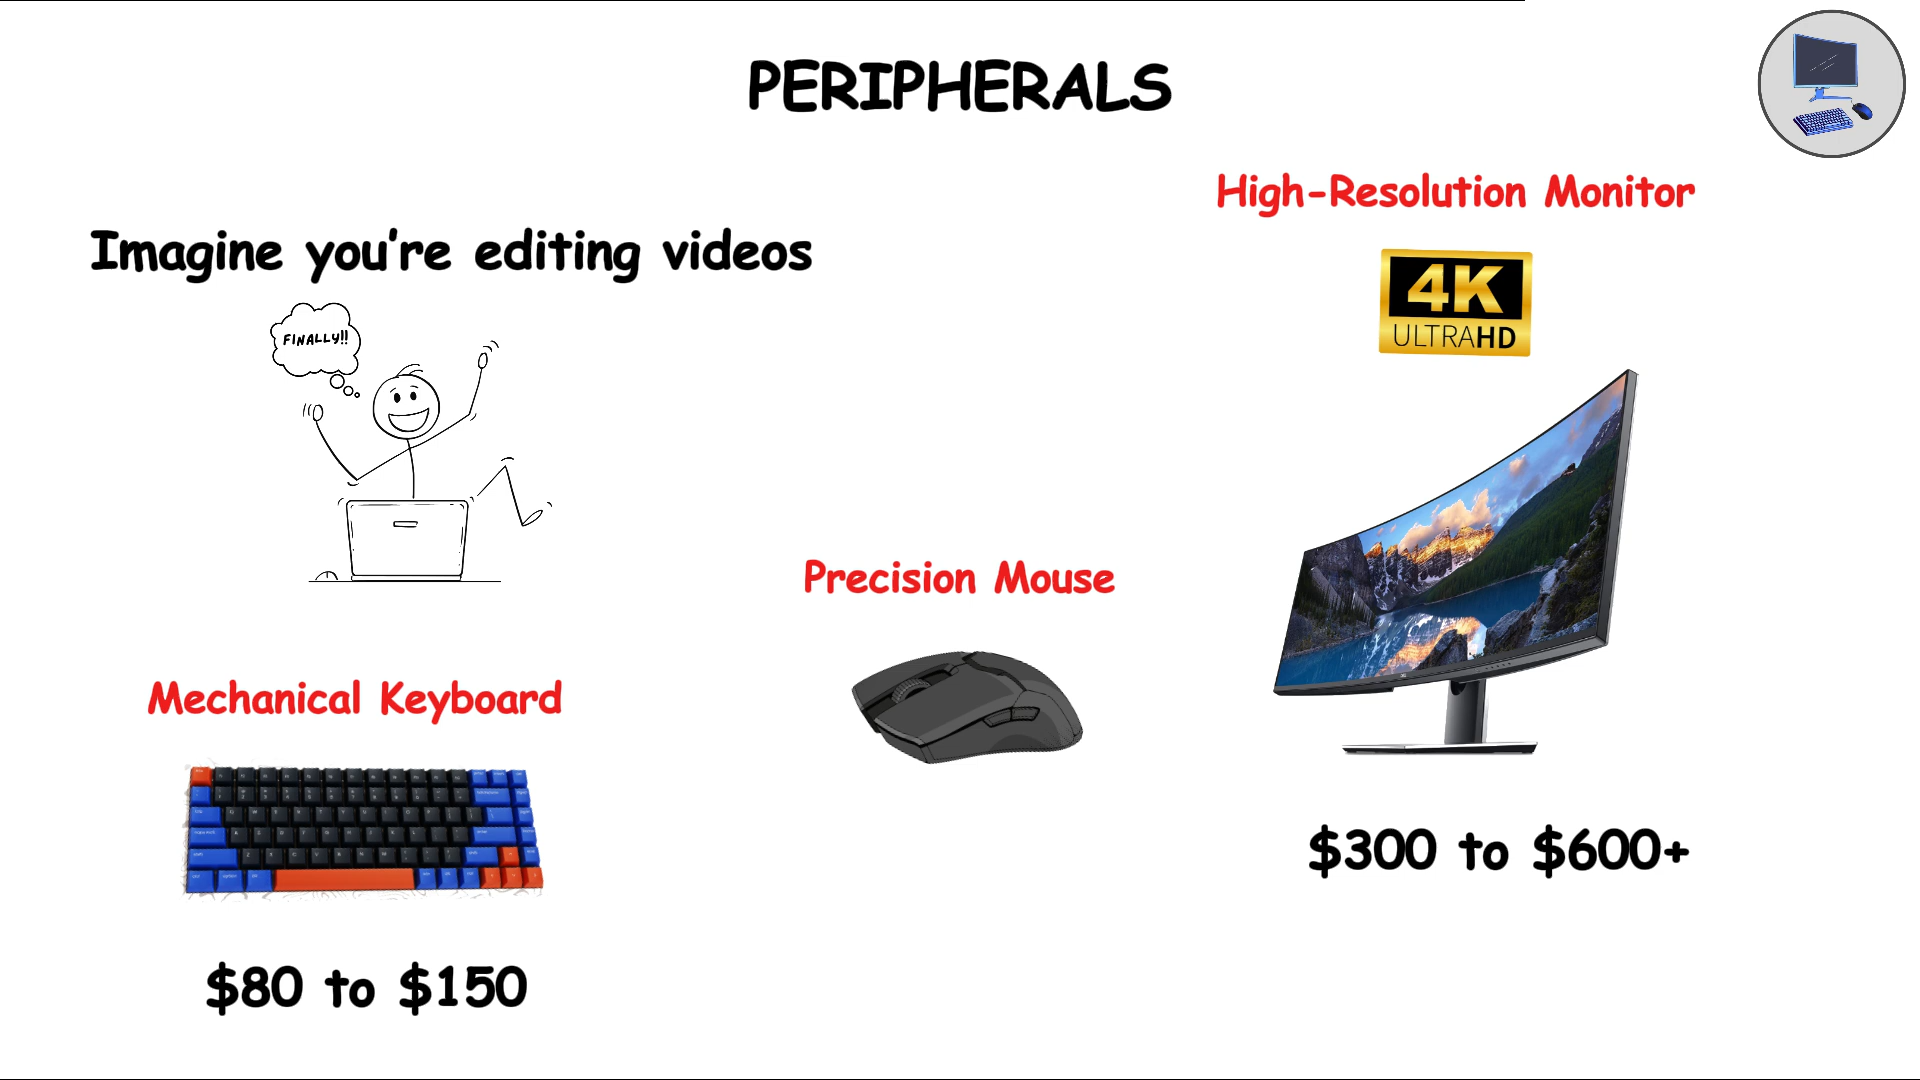 PERIPHERALS
Imagine you're editing videos
FINALLY!!
High-Resolution Monitor
4K
ULTRAHD
Precision Mouse
Mechanical Keyboard
$300 to $600+
$80 to $150